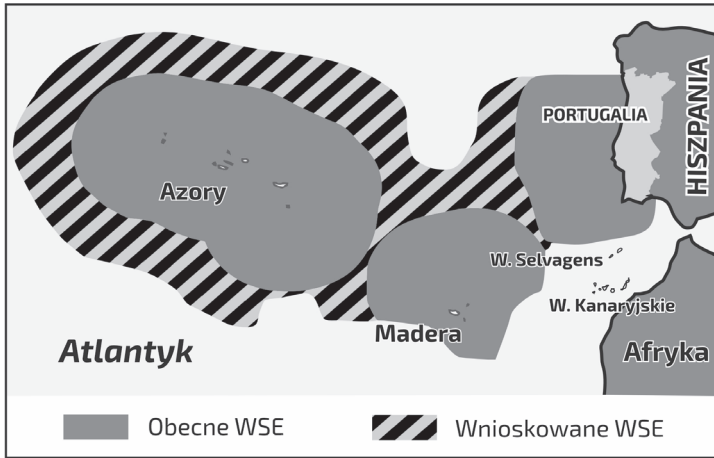 PORTUGALIA
HISZPANIA
Azory
W. Selvagens
W. Kanaryjskie
Madera
Atlantyk
Afryka
Obecne WSE
Wnioskowane WSE